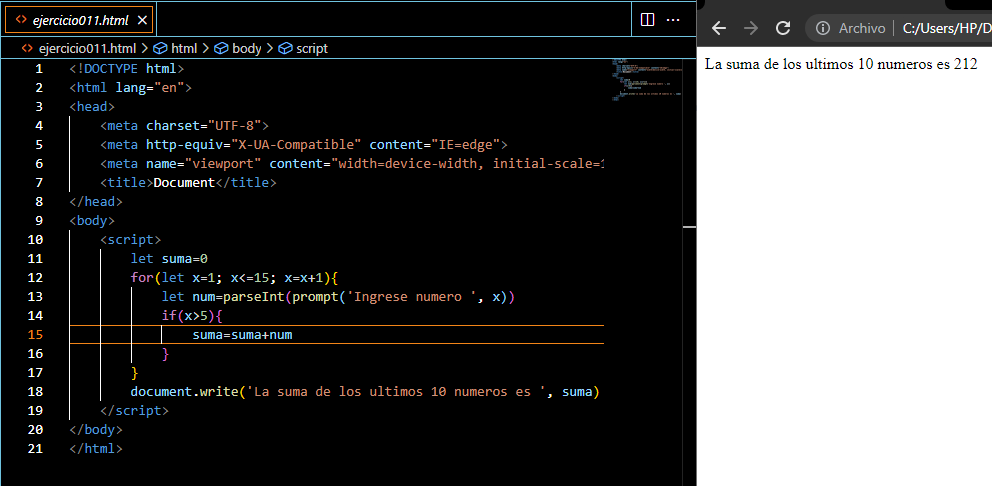 ejercicio011.html
ejercicio011.html > html > body > script
1 <!DOCTYPE html>
2 <html lang="en">
3 <head>
4 <meta charset="UTF-8">
5 <meta http-equiv="X-UA-Compatible" content="IE=edge">
6 <meta name="viewport" content="width=device-width, initial-scale=1
7 <title>Document</title>
8 </head>
9 <body>
10 <script>
11 let suma=0
12 for(let x=1; x<=15; x=x+1){
13 let num=parseInt(prompt('Ingrese numero ', x))
14 if(x>5){
15 suma=suma+num
16 }
17 }
18 document.write('La suma de los ultimos 10 numeros es ', suma)
19 </script>
20 </body>
21 </html>
Archivo C:/Users/HP/D
La suma de los ultimos 10 numeros es 212